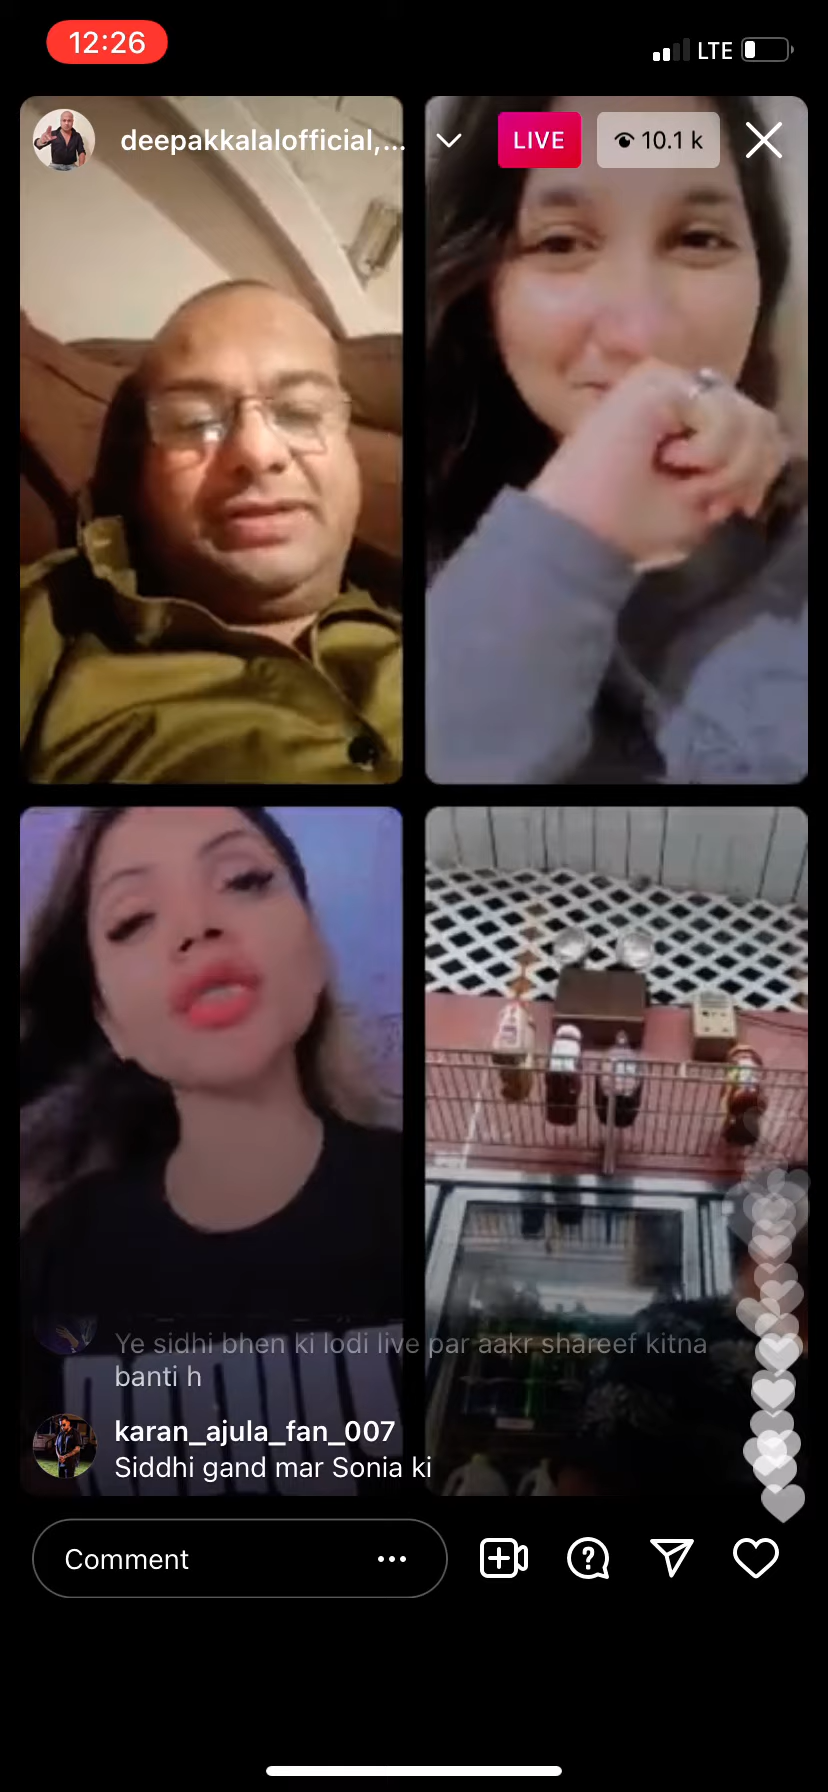 12:26
LTE
deepakkalalofficial,...
LIVE
10.1 k
Ye sidhi bhen ki lodi live par aakr shareef kitna
banti h
karan_ajula_fan_007
Siddhi gand mar Sonia ki
Comment